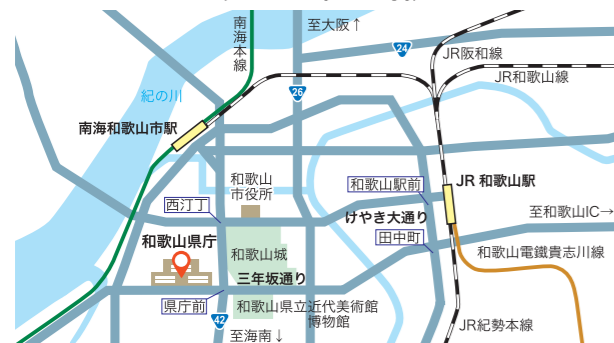 南海本線
至大阪↑
24
JR阪和線
JR和歌山線
26
紀の川
南海和歌山市駅
和歌山
市役所
和歌山駅前
JR 和歌山駅
西汀丁
けやき大通り
至和歌山IC→
田中町
和歌山県庁
和歌山城
和歌山電鐵貴志川線
三年坂通り
県庁前
和歌山県立近代美術館
博物館
42
至海南↓
JR紀勢本線